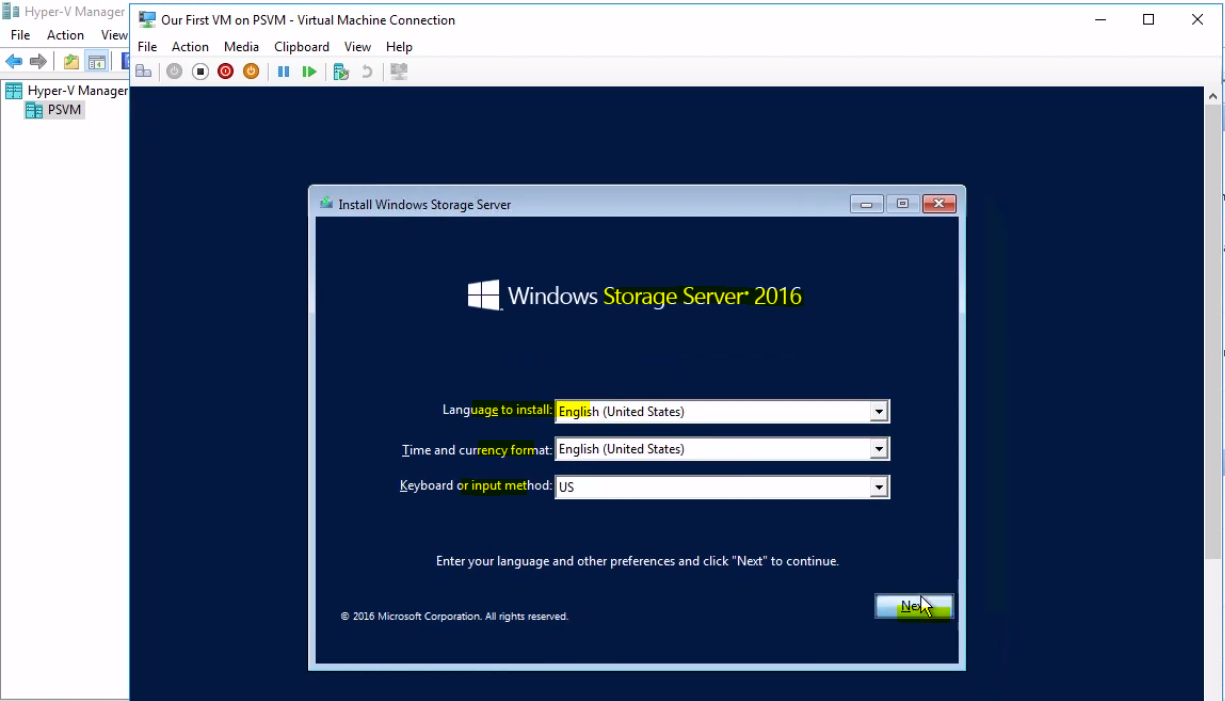 Hyper-V Manager
File Action View
Hyper-V Manager
PSVM
Our First VM on PSVM - Virtual Machine Connection
File Action Media Clipboard View Help
Install Windows Storage Server
Windows Storage Server® 2016
Language to install: English (United States)
Time and currency format: English (United States)
Keyboard or input method: US
Enter your language and other preferences and click "Next" to continue.
© 2016 Microsoft Corporation. All rights reserved.